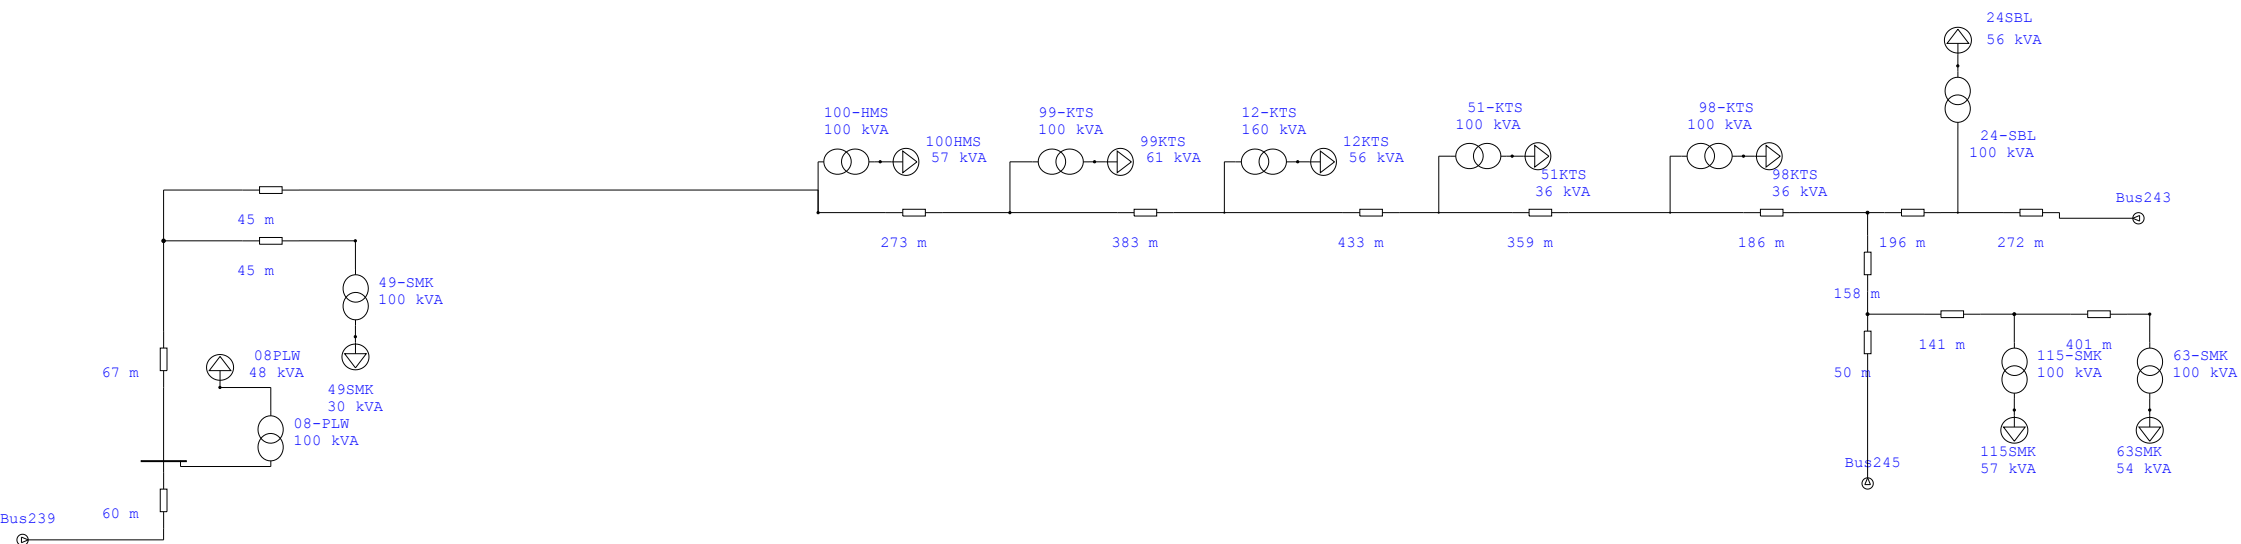 24SBL
56 kVA
100-HMS
100 kVA
100HMS
57 kVA
99-KTS
100 kVA
99KTS
61 kVA
12-KTS
160 kVA
12KTS
56 kVA
51-KTS
100 kVA
51KTS
36 kVA
98-KTS
100 kVA
98KTS
36 kVA
24-SBL
100 kVA
Bus243
45 m
273 m
383 m
433 m
359 m
186 m
196 m
272 m
45 m
49-SMK
100 kVA
158 m
67 m
08PLW
48 kVA
49SMK
30 kVA
08-PLW
100 kVA
141 m
401 m
115-SMK
100 kVA
63-SMK
100 kVA
50 m
115SMK
57 kVA
63SMK
54 kVA
Bus245
60 m
Bus239